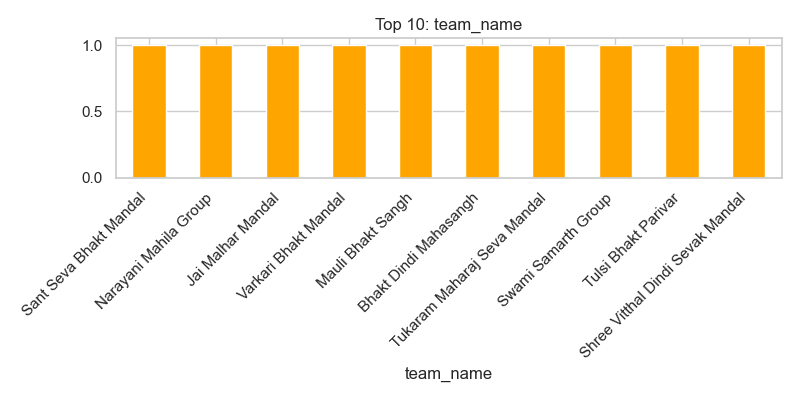 Top 10: team_name
1.0
0.5
0.0
Sant Seva Bhakt Mandal
Narayani Mahila Group
Jai Malhar Mandal
Varkari Bhakt Mandal
Mauli Bhakt Sangh
Bhakt Dindi Mahasangh
Tukaram Maharaj Seva Mandal
Swami Samarth Group
Tulsi Bhakt Parivar
Shree Vitthal Dindi Sevak Mandal
team_name